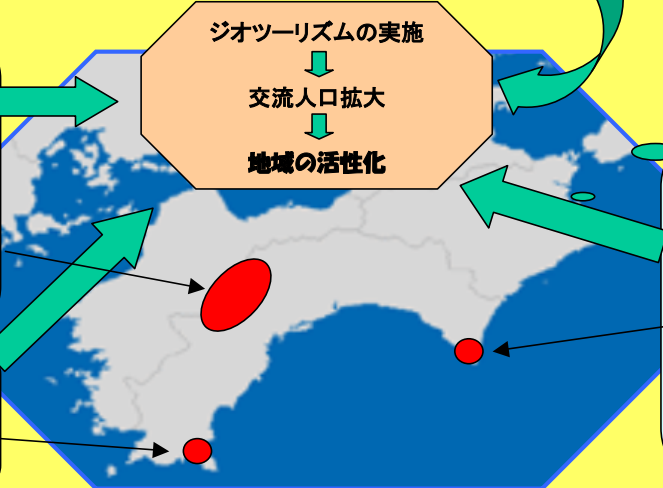 ジオツーリズムの実施
交流人口拡大
地域の活性化